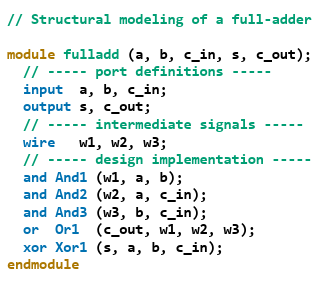 // Structural modeling of a full-adder
module fulladd (a, b, c_in, s, c_out);
// ----- port definitions -----
input a, b, c_in;
output s, c_out;
// ----- intermediate signals -----
wire w1, w2, w3;
// ----- design implementation -----
and And1 (w1, a, b);
and And2 (w2, a, c_in);
and And3 (w3, b, c_in);
or Or1 (c_out, w1, w2, w3);
xor Xor1 (s, a, b, c_in);
endmodule